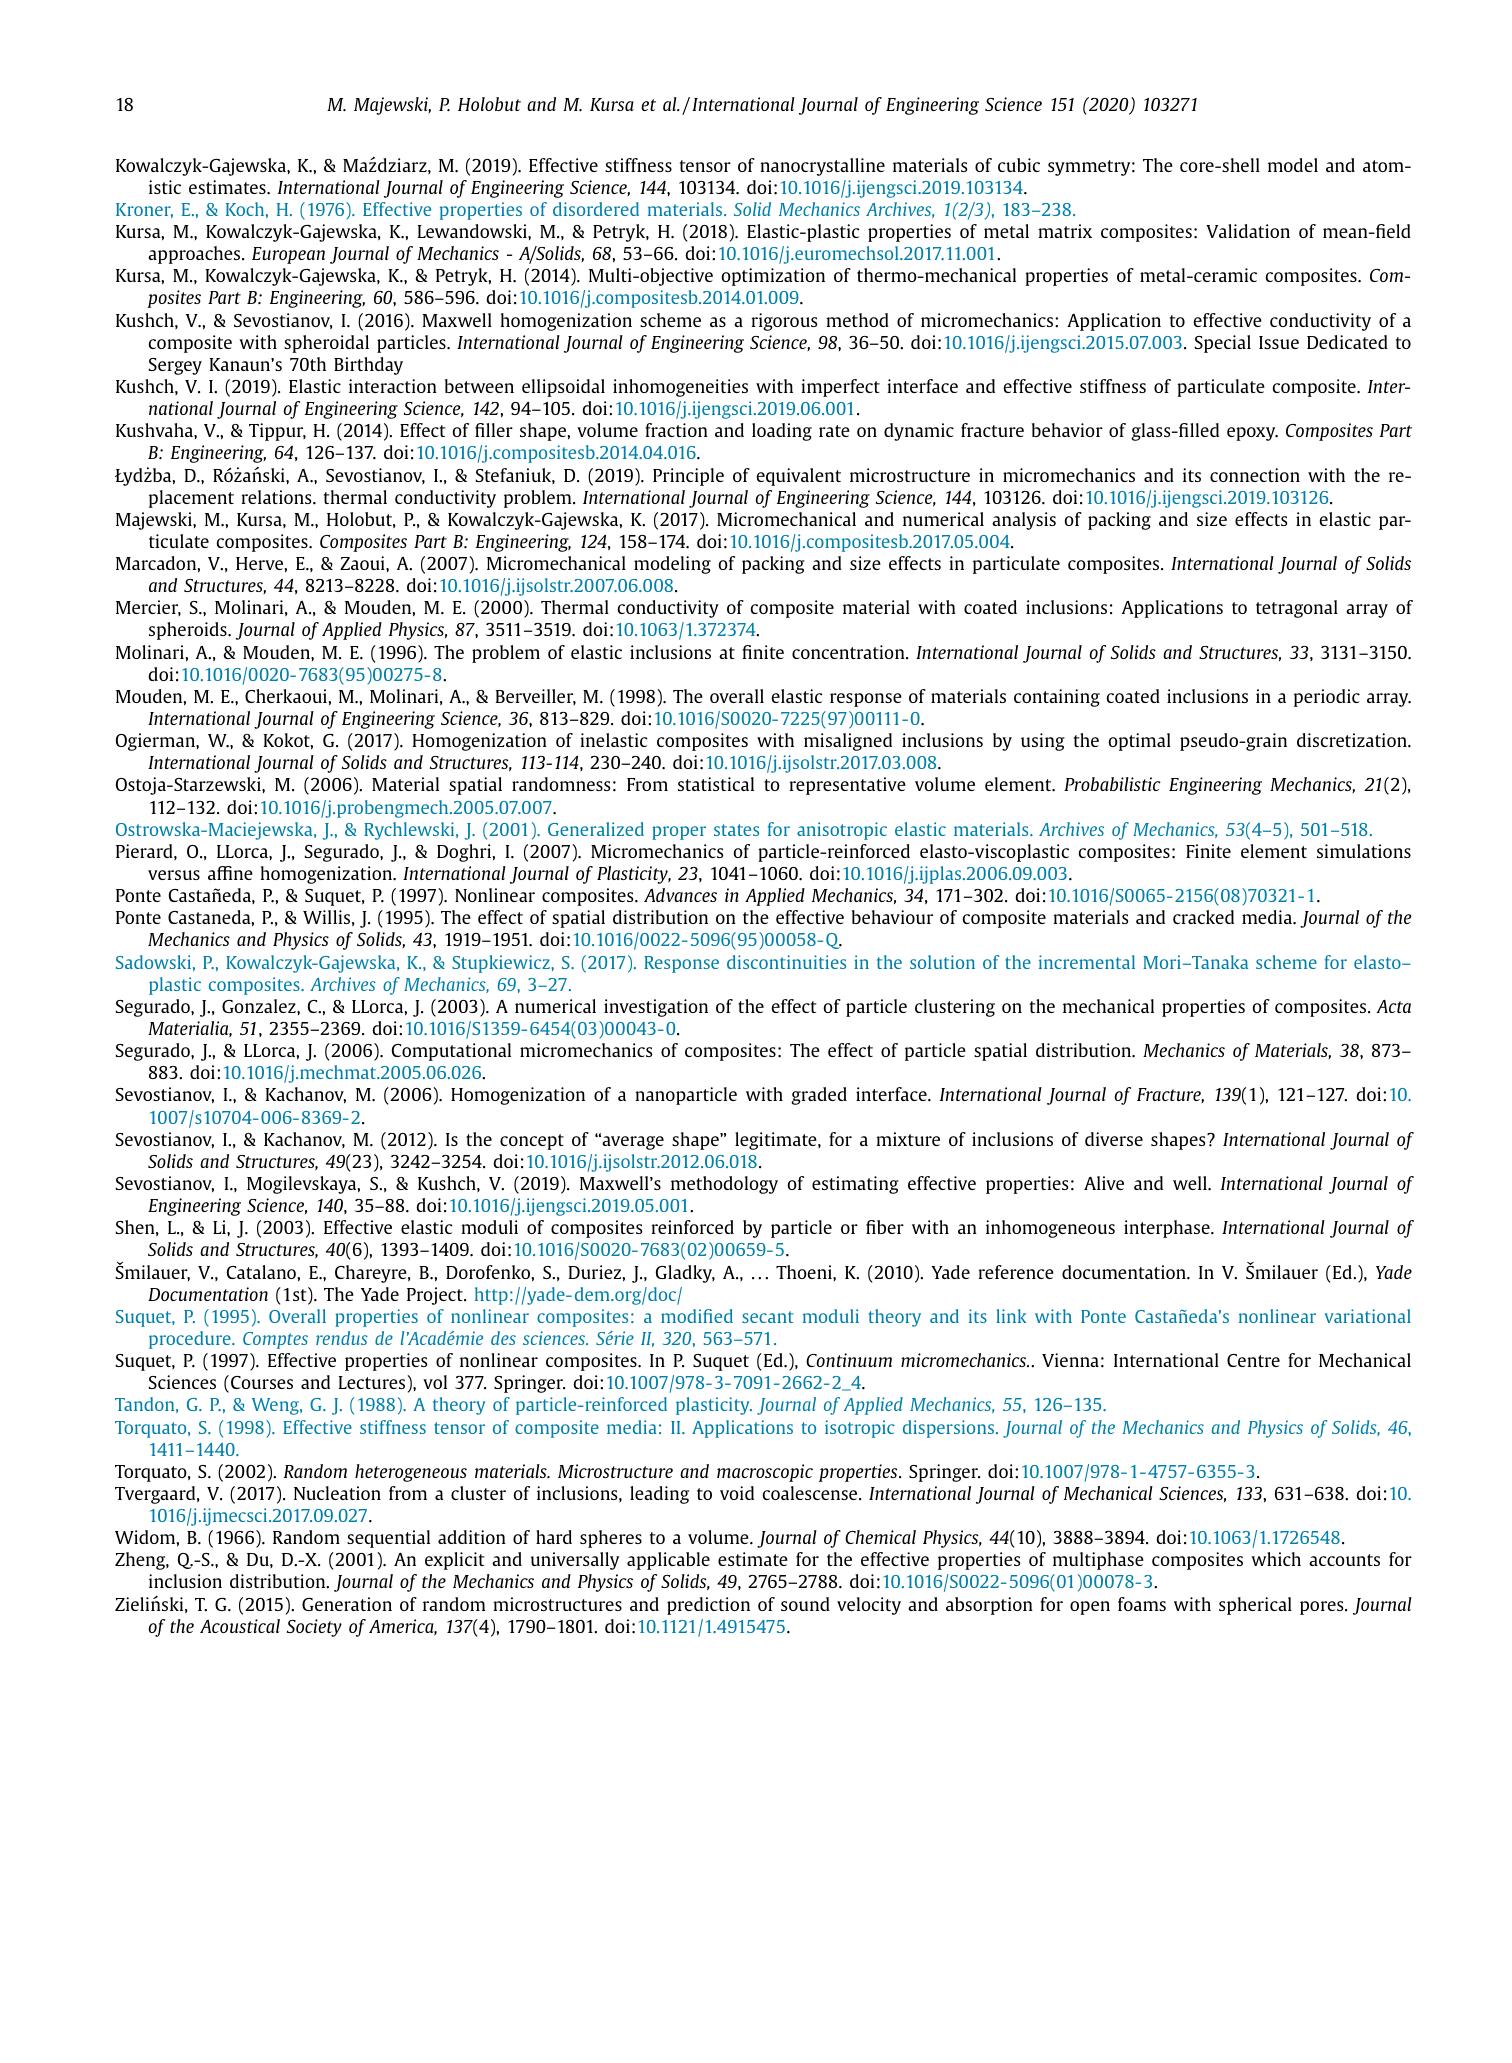 18
M. Majewski, P. Hołobut and M. Kursa et al. / International Journal of Engineering Science 151 (2020) 103271
Kowalczyk-Gajewska, K., & Maździarz, M. (2019). Effective stiffness tensor of nanocrystalline materials of cubic symmetry: The core-shell model and atom-
istic estimates. International Journal of Engineering Science, 144, 103134. doi:10.1016/j.ijengsci.2019.103134.
Kroner, E., & Koch, H. (1976). Effective properties of disordered materials. Solid Mechanics Archives, 1(2/3), 183–238.
Kursa, M., Kowalczyk-Gajewska, K., Lewandowski, M., & Petryk, H. (2018). Elastic-plastic properties of metal matrix composites: Validation of mean-field
approaches. European Journal of Mechanics - A/Solids, 68, 53–66. doi:10.1016/j.euromechsol.2017.11.001.
Kursa, M., Kowalczyk-Gajewska, K., & Petryk, H. (2014). Multi-objective optimization of thermo-mechanical properties of metal-ceramic composites. Com-
posites Part B: Engineering, 60, 586–596. doi:10.1016/j.compositesb.2014.01.009.
Kushch, V., & Sevostianov, I. (2016). Maxwell homogenization scheme as a rigorous method of micromechanics: Application to effective conductivity of a
composite with spheroidal particles. International Journal of Engineering Science, 98, 36–50. doi:10.1016/j.ijengsci.2015.07.003. Special Issue Dedicated to
Sergey Kanaun's 70th Birthday
Kushch, V. I. (2019). Elastic interaction between ellipsoidal inhomogeneities with imperfect interface and effective stiffness of particulate composite. Inter-
national Journal of Engineering Science, 142, 94–105. doi:10.1016/j.ijengsci.2019.06.001.
Kushvaha, V., & Tippur, H. (2014). Effect of filler shape, volume fraction and loading rate on dynamic fracture behavior of glass-filled epoxy. Composites Part
B: Engineering, 64, 126–137. doi:10.1016/j.compositesb.2014.04.016.
Łydżba, D., Różański, A., Sevostianov, I., & Stefaniuk, D. (2019). Principle of equivalent microstructure in micromechanics and its connection with the re-
placement relations. thermal conductivity problem. International Journal of Engineering Science, 144, 103126. doi:10.1016/j.ijengsci.2019.103126.
Majewski, M., Kursa, M., Holobut, P., & Kowalczyk-Gajewska, K. (2017). Micromechanical and numerical analysis of packing and size effects in elastic par-
ticulate composites. Composites Part B: Engineering, 124, 158–174. doi:10.1016/j.compositesb.2017.05.004.
Marcadon, V., Herve, E., & Zaoui, A. (2007). Micromechanical modeling of packing and size effects in particulate composites. International Journal of Solids
and Structures, 44, 8213–8228. doi:10.1016/j.ijsolstr.2007.06.008.
Mercier, S., Molinari, A., & Mouden, M. E. (2000). Thermal conductivity of composite material with coated inclusions: Applications to tetragonal array of
spheroids. Journal of Applied Physics, 87, 3511–3519. doi:10.1063/1.372374.
Molinari, A., & Mouden, M. E. (1996). The problem of elastic inclusions at finite concentration. International Journal of Solids and Structures, 33, 3131–3150.
doi:10.1016/0020-7683(95)00275-8.
Mouden, M. E., Cherkaoui, M., Molinari, A., & Berveiller, M. (1998). The overall elastic response of materials containing coated inclusions in a periodic array.
International Journal of Engineering Science, 36, 813–829. doi:10.1016/S0020-7225(97)00111-0.
Ogierman, W., & Kokot, G. (2017). Homogenization of inelastic composites with misaligned inclusions by using the optimal pseudo-grain discretization.
International Journal of Solids and Structures, 113-114, 230–240. doi:10.1016/j.ijsolstr.2017.03.008.
Ostoja-Starzewski, M. (2006). Material spatial randomness: From statistical to representative volume element. Probabilistic Engineering Mechanics, 21(2),
112–132. doi:10.1016/j.probengmech.2005.07.007.
Ostrowska-Maciejewska, J., & Rychlewski, J. (2001). Generalized proper states for anisotropic elastic materials. Archives of Mechanics, 53(4–5), 501–518.
Pierard, O., LLorca, J., Segurado, J., & Doghri, I. (2007). Micromechanics of particle-reinforced elasto-viscoplastic composites: Finite element simulations
versus affine homogenization. International Journal of Plasticity, 23, 1041–1060. doi:10.1016/j.ijplas.2006.09.003.
Ponte Castañeda, P., & Suquet, P. (1997). Nonlinear composites. Advances in Applied Mechanics, 34, 171–302. doi:10.1016/S0065-2156(08)70321-1.
Ponte Castaneda, P., & Willis, J. (1995). The effect of spatial distribution on the effective behaviour of composite materials and cracked media. Journal of the
Mechanics and Physics of Solids, 43, 1919–1951. doi:10.1016/0022-5096(95)00058-Q.
Sadowski, P., Kowalczyk-Gajewska, K., & Stupkiewicz, S. (2017). Response discontinuities in the solution of the incremental Mori–Tanaka scheme for elasto–
plastic composites. Archives of Mechanics, 69, 3–27.
Segurado, J., Gonzalez, C., & LLorca, J. (2003). A numerical investigation of the effect of particle clustering on the mechanical properties of composites. Acta
Materialia, 51, 2355–2369. doi:10.1016/S1359-6454(03)00043-0.
Segurado, J., & LLorca, J. (2006). Computational micromechanics of composites: The effect of particle spatial distribution. Mechanics of Materials, 38, 873–
883. doi:10.1016/j.mechmat.2005.06.026.
Sevostianov, I., & Kachanov, M. (2006). Homogenization of a nanoparticle with graded interface. International Journal of Fracture, 139(1), 121–127. doi:10.
1007/s10704-006-8369-2.
Sevostianov, I., & Kachanov, M. (2012). Is the concept of “average shape” legitimate, for a mixture of inclusions of diverse shapes? International Journal of
Solids and Structures, 49(23), 3242–3254. doi:10.1016/j.ijsolstr.2012.06.018.
Sevostianov, I., Mogilevskaya, S., & Kushch, V. (2019). Maxwell's methodology of estimating effective properties: Alive and well. International Journal of
Engineering Science, 140, 35–88. doi:10.1016/j.ijengsci.2019.05.001.
Shen, L., & Li, J. (2003). Effective elastic moduli of composites reinforced by particle or fiber with an inhomogeneous interphase. International Journal of
Solids and Structures, 40(6), 1393–1409. doi:10.1016/S0020-7683(02)00659-5.
Šmilauer, V., Catalano, E., Chareyre, B., Dorofenko, S., Duriez, J., Gladky, A., ... Thoeni, K. (2010). Yade reference documentation. In V. Šmilauer (Ed.), Yade
Documentation (1st). The Yade Project. http://yade-dem.org/doc/
Suquet, P. (1995). Overall properties of nonlinear composites: a modified secant moduli theory and its link with Ponte Castañeda's nonlinear variational
procedure. Comptes rendus de l'Académie des sciences. Série II, 320, 563–571.
Suquet, P. (1997). Effective properties of nonlinear composites. In P. Suquet (Ed.), Continuum micromechanics.. Vienna: International Centre for Mechanical
Sciences (Courses and Lectures), vol 377. Springer. doi:10.1007/978-3-7091-2662-2_4.
Tandon, G. P., & Weng, G. J. (1988). A theory of particle-reinforced plasticity. Journal of Applied Mechanics, 55, 126–135.
Torquato, S. (1998). Effective stiffness tensor of composite media: II. Applications to isotropic dispersions. Journal of the Mechanics and Physics of Solids, 46,
1411–1440.
Torquato, S. (2002). Random heterogeneous materials. Microstructure and macroscopic properties. Springer. doi:10.1007/978-1-4757-6355-3.
Tvergaard, V. (2017). Nucleation from a cluster of inclusions, leading to void coalescense. International Journal of Mechanical Sciences, 133, 631–638. doi:10.
1016/j.ijmecsci.2017.09.027.
Widom, B. (1966). Random sequential addition of hard spheres to a volume. Journal of Chemical Physics, 44(10), 3888–3894. doi:10.1063/1.1726548.
Zheng, Q.-S., & Du, D.-X. (2001). An explicit and universally applicable estimate for the effective properties of multiphase composites which accounts for
inclusion distribution. Journal of the Mechanics and Physics of Solids, 49, 2765–2788. doi:10.1016/S0022-5096(01)00078-3.
Zieliński, T. G. (2015). Generation of random microstructures and prediction of sound velocity and absorption for open foams with spherical pores. Journal
of the Acoustical Society of America, 137(4), 1790–1801. doi:10.1121/1.4915475.